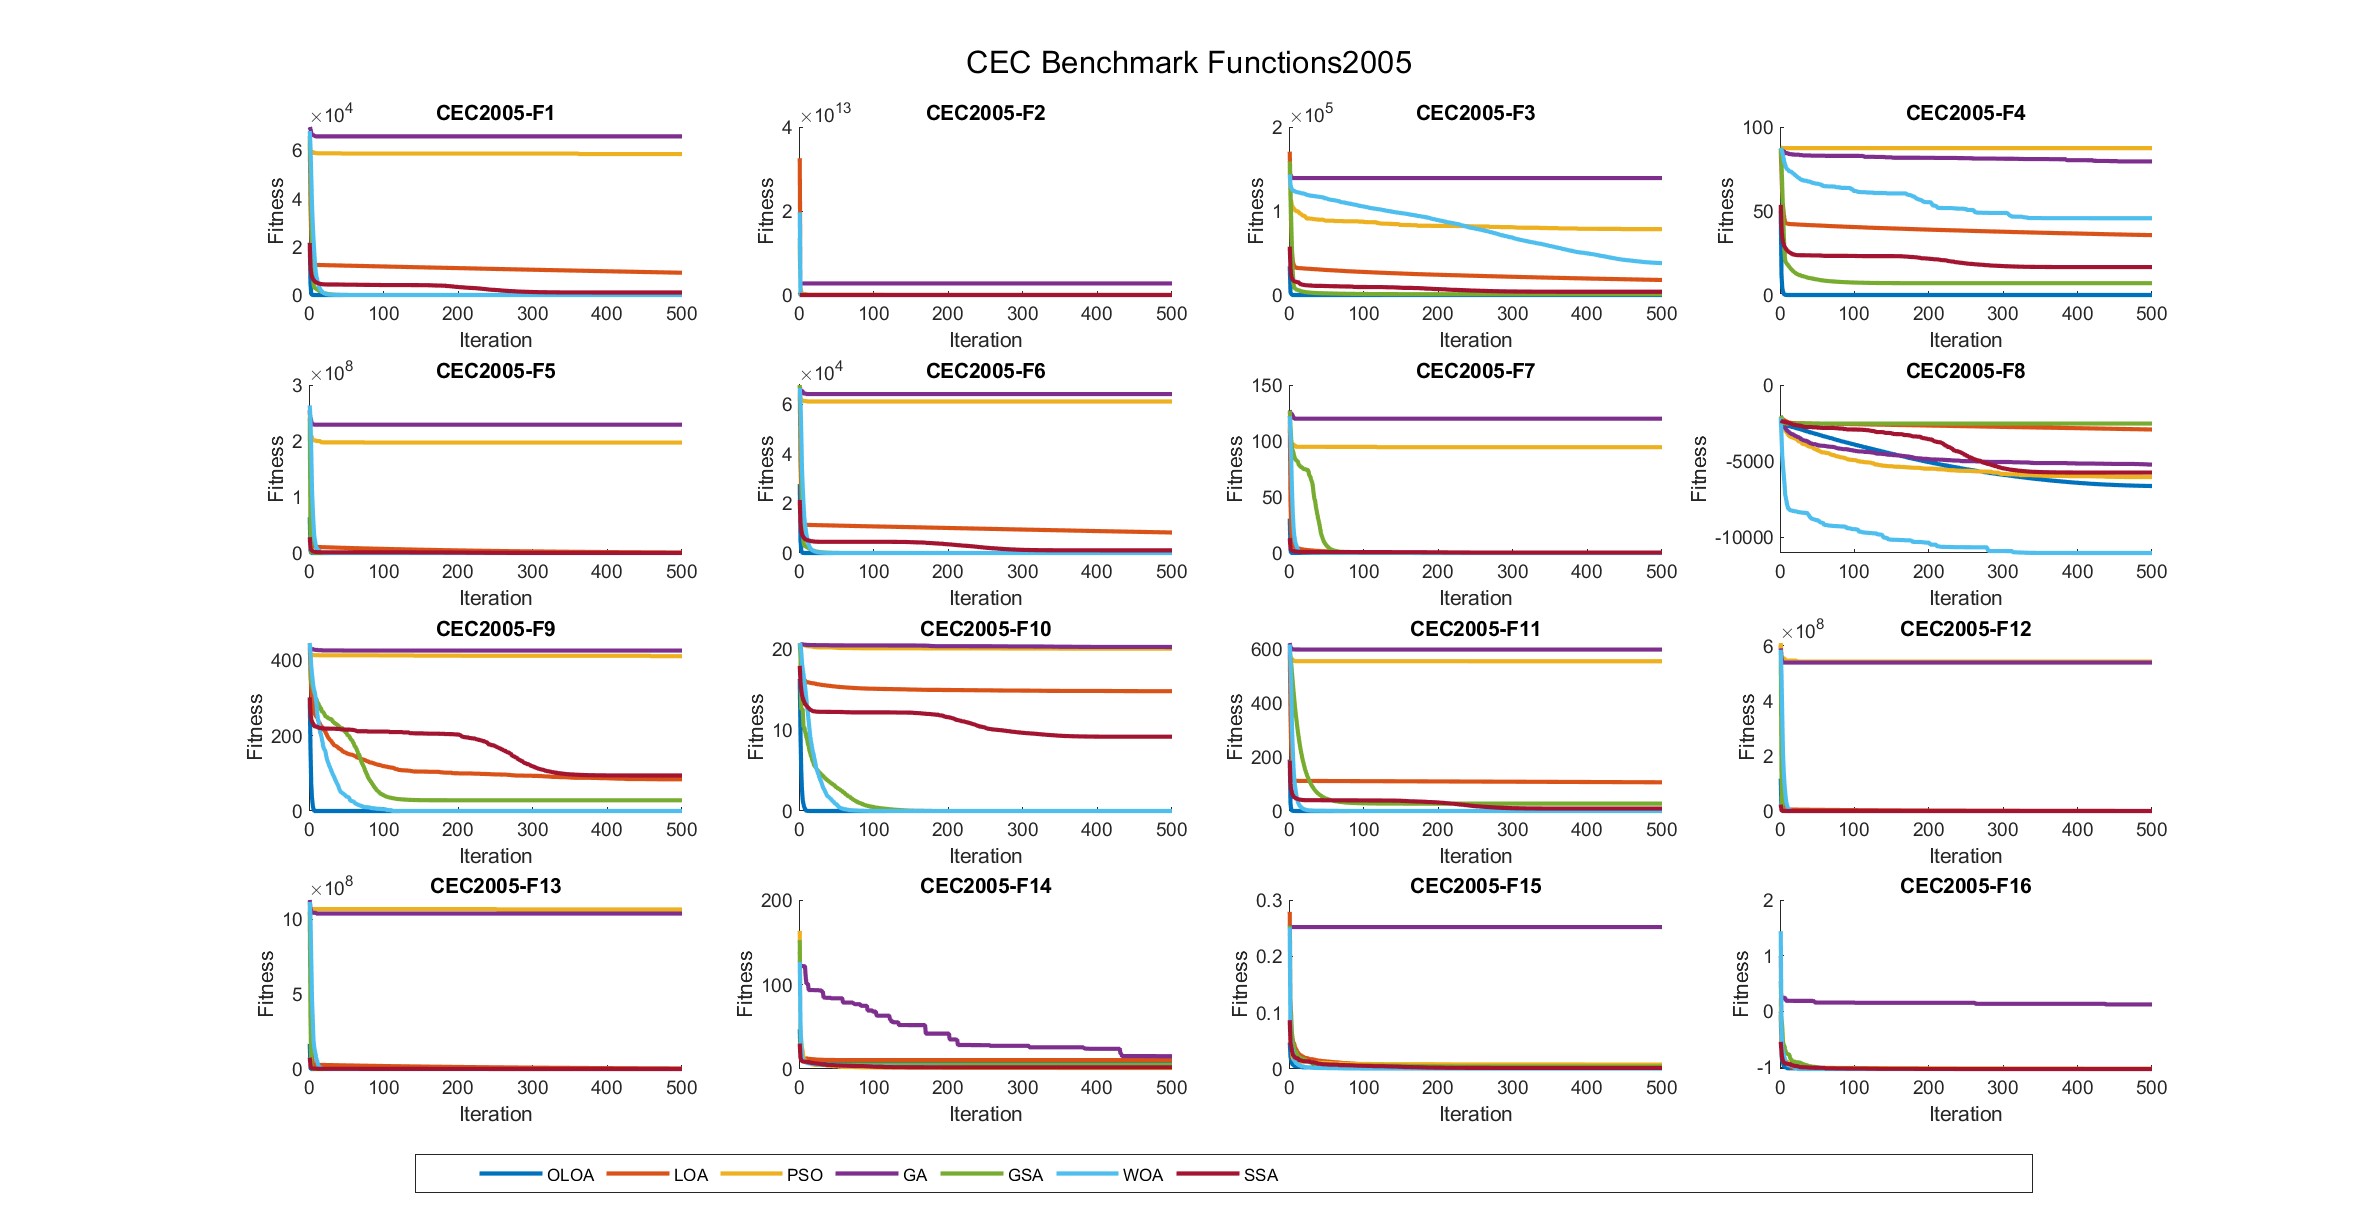 CEC Benchmark Functions2005
CEC2005-F1
×10^4
6
4
2
0
Fitness
0 100 200 300 400 500
Iteration
CEC2005-F2
×10^13
4
2
0
Fitness
0 100 200 300 400 500
Iteration
CEC2005-F3
×10^5
2
1
0
Fitness
0 100 200 300 400 500
Iteration
CEC2005-F4
100
50
0
Fitness
0 100 200 300 400 500
Iteration
CEC2005-F5
×10^8
3
2
1
0
Fitness
0 100 200 300 400 500
Iteration
CEC2005-F6
×10^4
6
4
2
0
Fitness
0 100 200 300 400 500
Iteration
CEC2005-F7
150
100
50
0
Fitness
0 100 200 300 400 500
Iteration
CEC2005-F8
0
-5000
-10000
Fitness
0 100 200 300 400 500
Iteration
CEC2005-F9
400
200
0
Fitness
0 100 200 300 400 500
Iteration
CEC2005-F10
20
10
0
Fitness
0 100 200 300 400 500
Iteration
CEC2005-F11
600
400
200
0
Fitness
0 100 200 300 400 500
Iteration
CEC2005-F12
×10^8
6
4
2
0
Fitness
0 100 200 300 400 500
Iteration
CEC2005-F13
×10^8
10
5
0
Fitness
0 100 200 300 400 500
Iteration
CEC2005-F14
200
100
0
Fitness
0 100 200 300 400 500
Iteration
CEC2005-F15
0.3
0.2
0.1
0
Fitness
0 100 200 300 400 500
Iteration
CEC2005-F16
2
1
0
-1
Fitness
0 100 200 300 400 500
Iteration
OLOA LOA PSO GA GSA WOA SSA